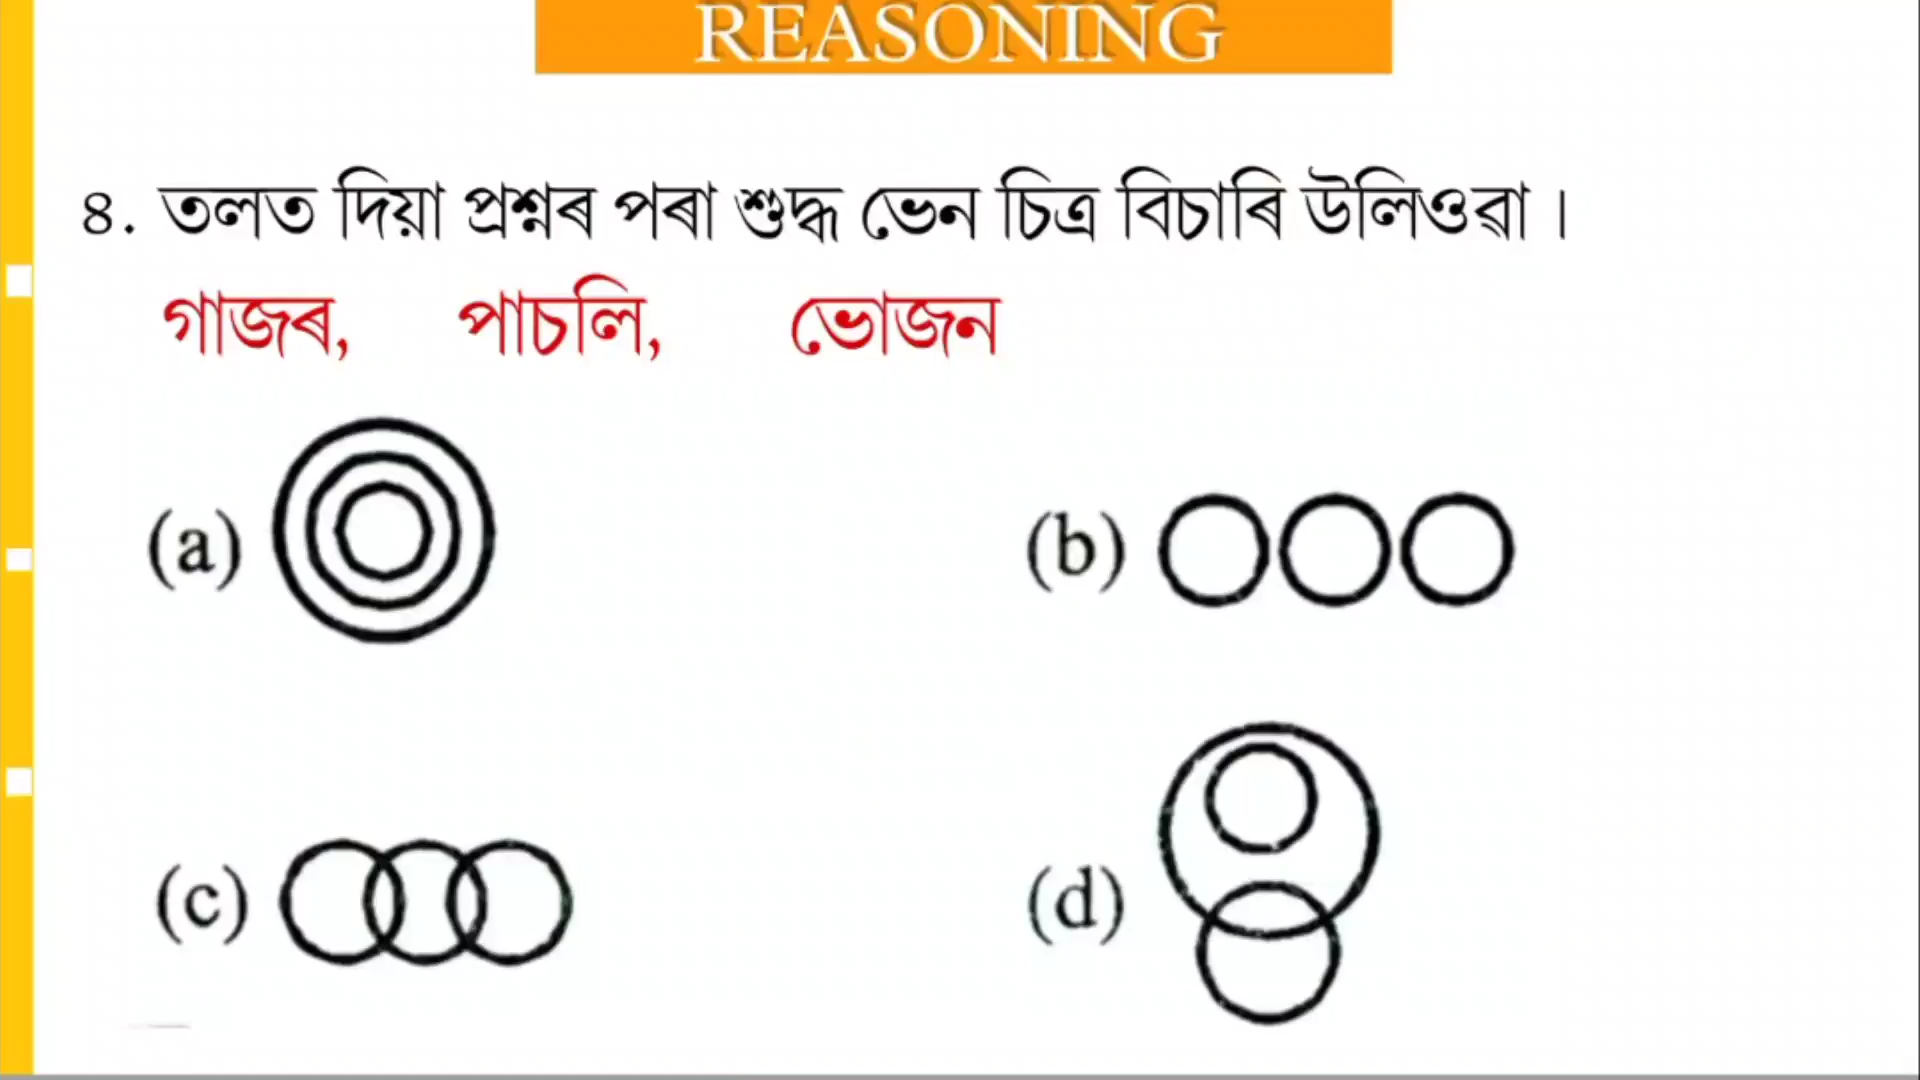 REASONING
৪. তলত দিয়া প্ৰশ্নৰ পৰা শুদ্ধ ভেন চিত্ৰ বিচাৰি উলিওৱা ।
গাজৰ, পাচলি, ভোজন
(a) (b)
(c) (d)